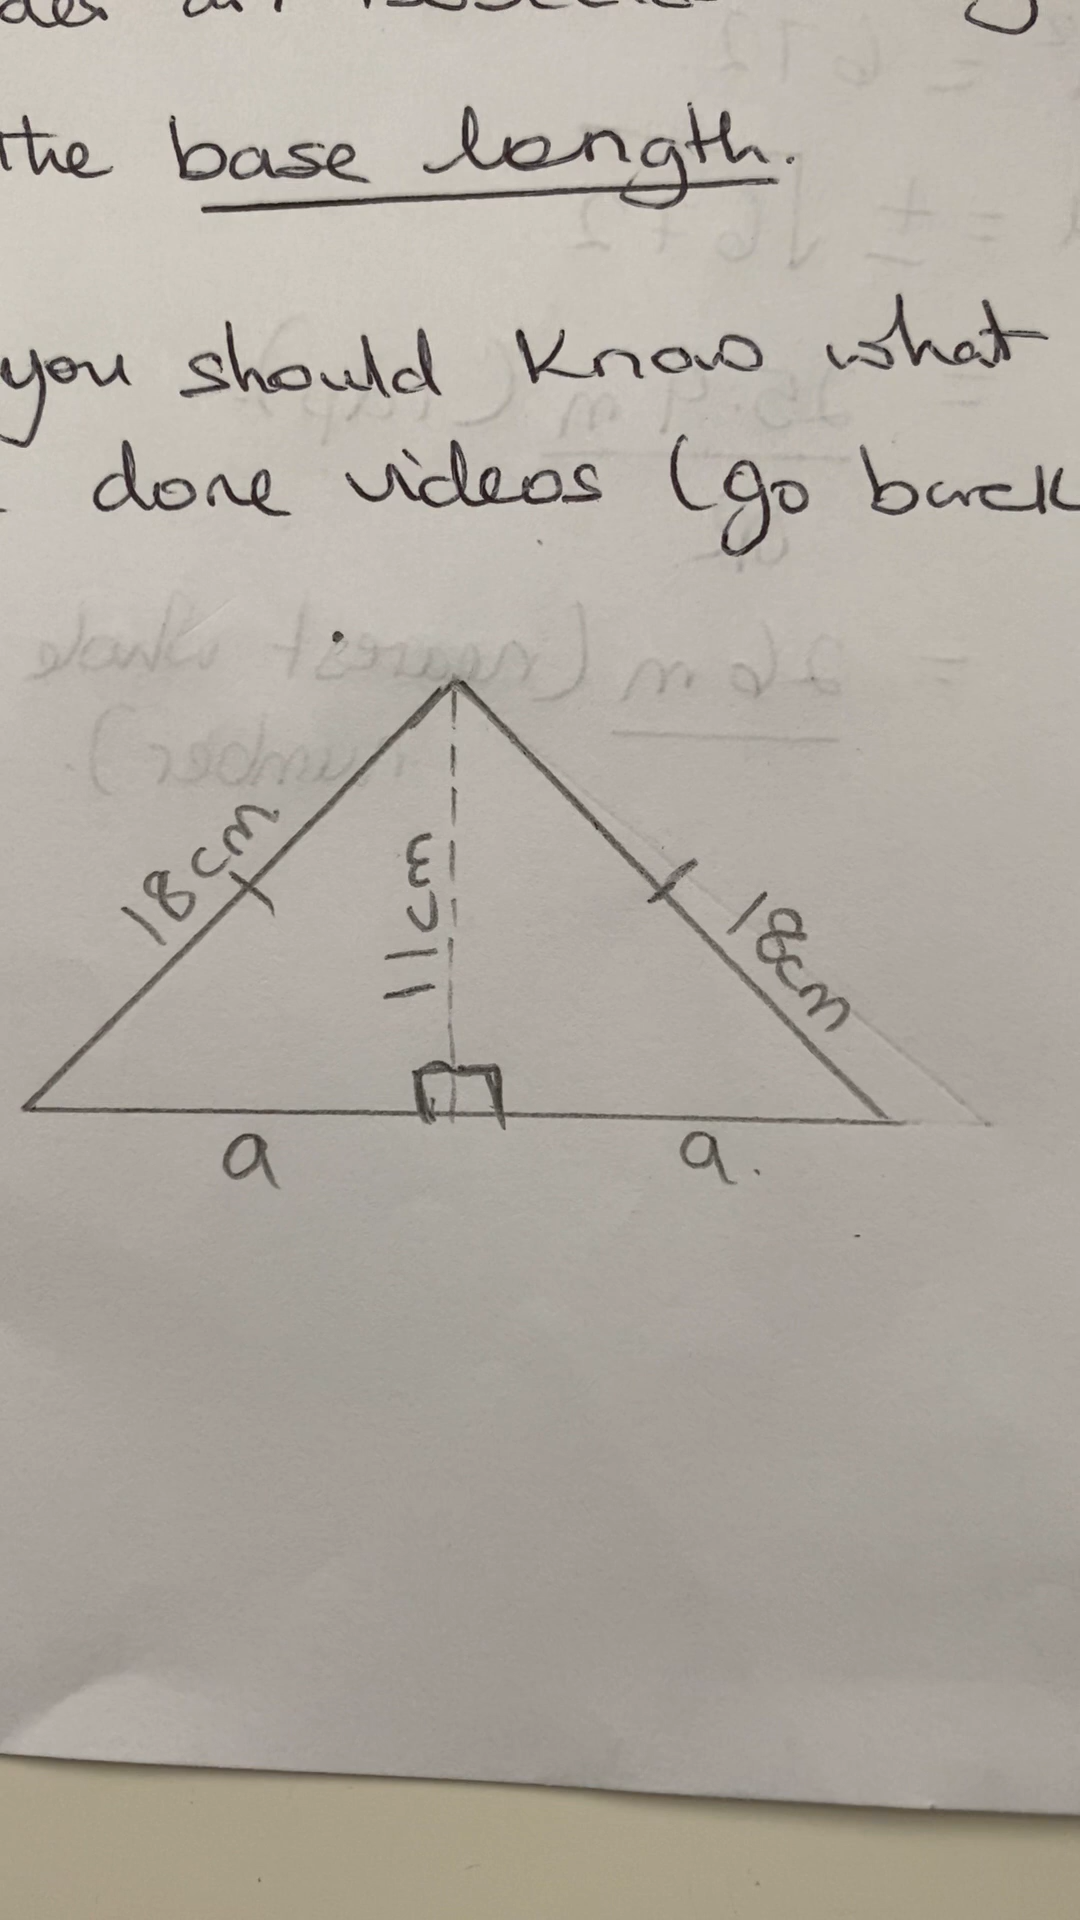 the base length.
you should know what
done videos (go back
18cm
11cm
18cm
a
a.